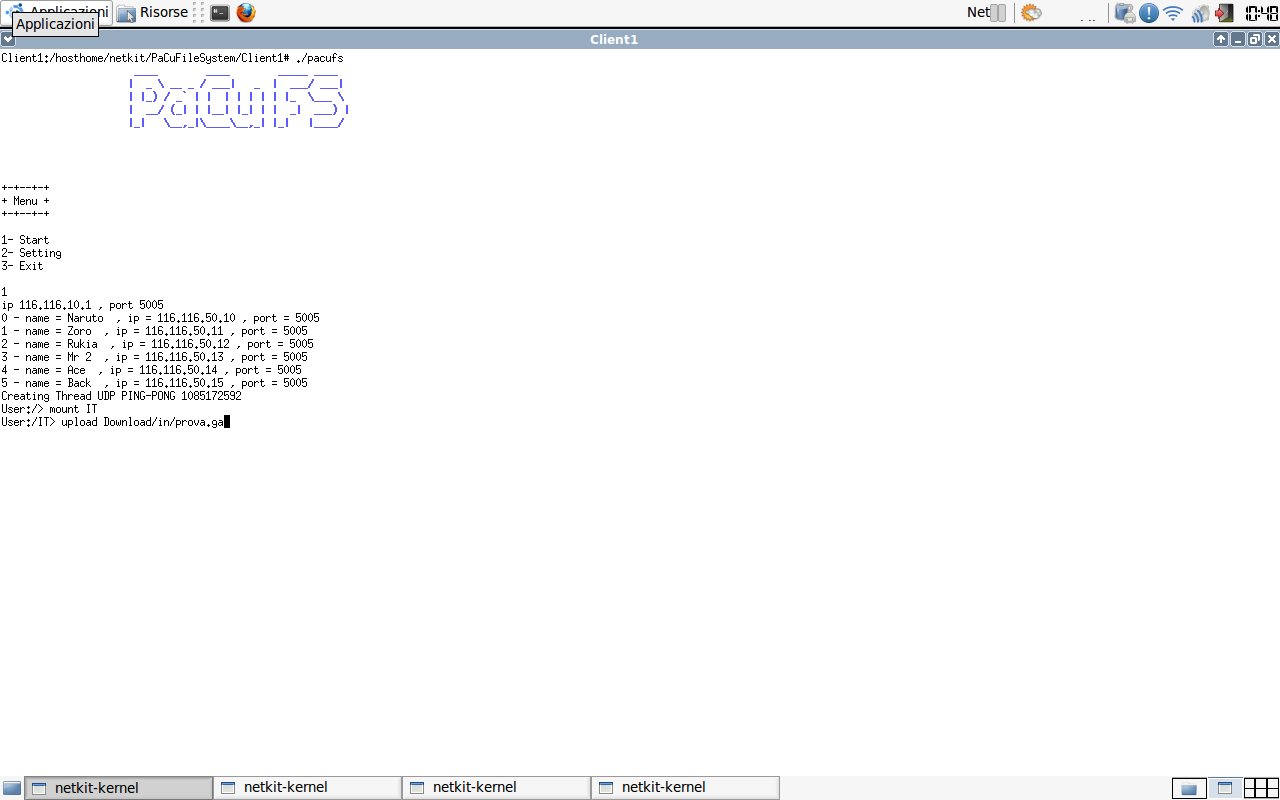 Applicazioni Risorse Net 10:40
Applicazioni
Client1
Client1:/hosthome/netkit/PaCuFileSystem/Client1# ./pacufs
PaCuFS
+-+--+-+
+ Menu +
+-+--+-+
1- Start
2- Setting
3- Exit
1
ip 116.116.10.1 , port 5005
0 - name = Naruto  , ip = 116.116.50.10 , port = 5005
1 - name = Zoro  , ip = 116.116.50.11 , port = 5005
2 - name = Rukia  , ip = 116.116.50.12 , port = 5005
3 - name = Mr 2  , ip = 116.116.50.13 , port = 5005
4 - name = Ace  , ip = 116.116.50.14 , port = 5005
5 - name = Back  , ip = 116.116.50.15 , port = 5005
Creating Thread UDP PING-PONG 1085172592
User:/> mount IT
User:/IT> upload Download/in/prova.ga
netkit-kernel netkit-kernel netkit-kernel netkit-kernel